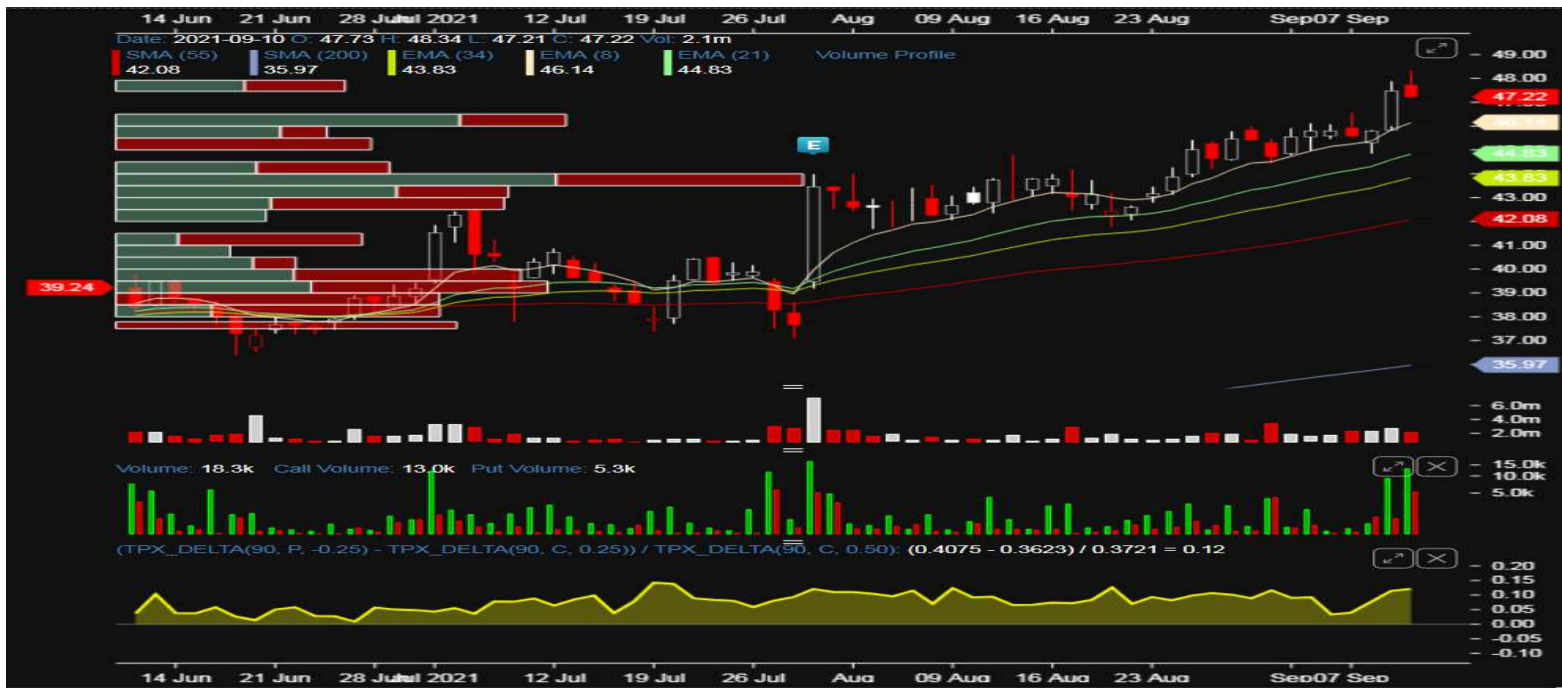 14 Jun 21 Jun 28 Jun Jul 2021 12 Jul 19 Jul 26 Jul Aug 09 Aug 16 Aug 23 Aug Sep 07 Sep
Date: 2021-09-10 O: 47.73 H: 48.34 L: 47.21 C: 47.22 Vol: 2.1m
SMA (55) SMA (200) EMA (34) EMA (8) EMA (21) Volume Profile
42.08 35.97 43.83 46.14 44.83
49.00
48.00
47.22
46.14
E
44.83
43.83
43.00
42.08
41.00
40.00
39.24
39.00
38.00
37.00
35.97
6.0m
4.0m
2.0m
Volume: 18.3k Call Volume: 13.0k Put Volume: 5.3k
15.0k
10.0k
5.0k
(TPX_DELTA(90, P, -0.25) - TPX_DELTA(90, C, 0.25)) / TPX_DELTA(90, C, 0.50): (0.4075 - 0.3623) / 0.3721 = 0.12
0.20
0.15
0.10
0.05
0.00
-0.05
-0.10
14 Jun 21 Jun 28 Jun Jul 2021 12 Jul 19 Jul 26 Jul Aug 09 Aug 16 Aug 23 Aug Sep 07 Sep